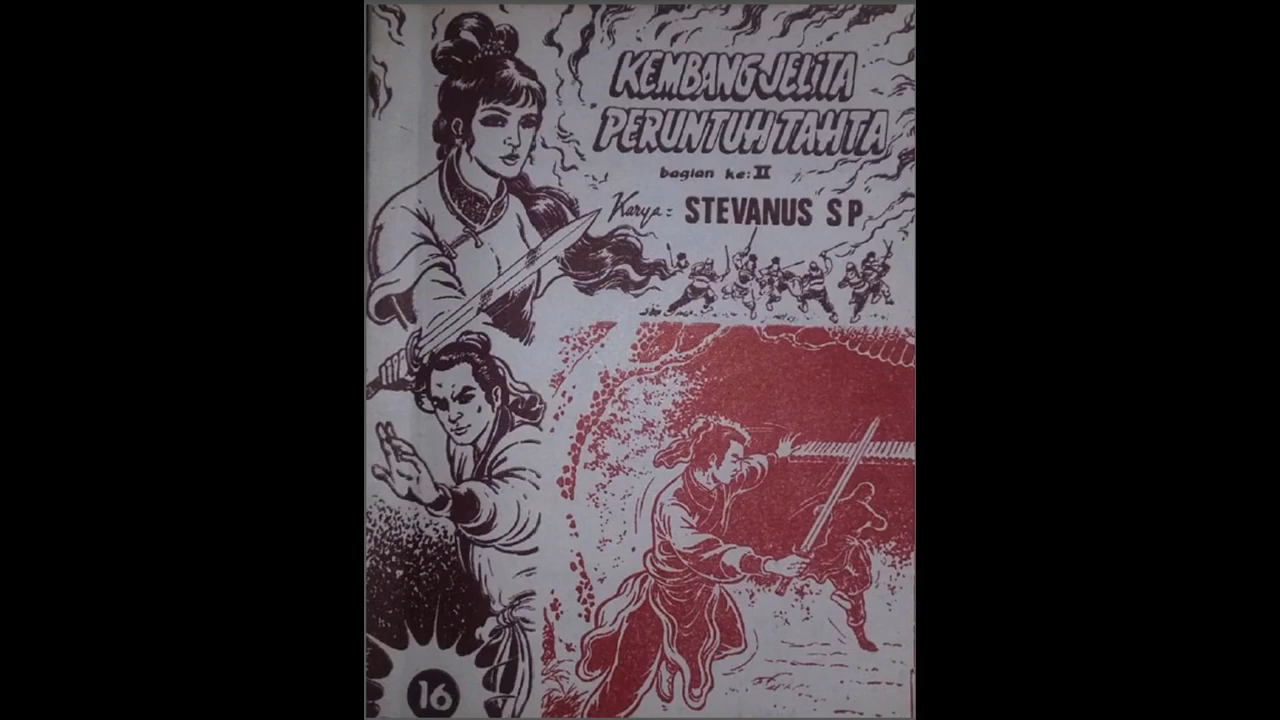 KEMBANG JELITA
PERUNTUH TAHTA
bagian ke: II
Karya: STEVANUS S P
16